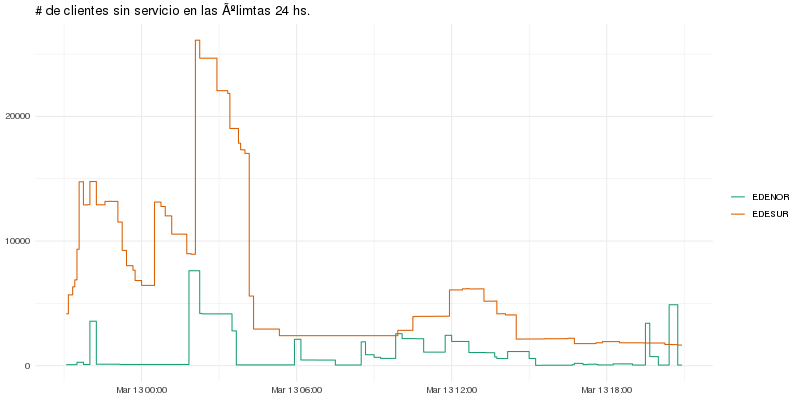 # de clientes sin servicio en las Ãºlimtas 24 hs.
20000
10000
0
Mar 13 00:00
Mar 13 06:00
Mar 13 12:00
Mar 13 18:00
EDENOR
EDESUR